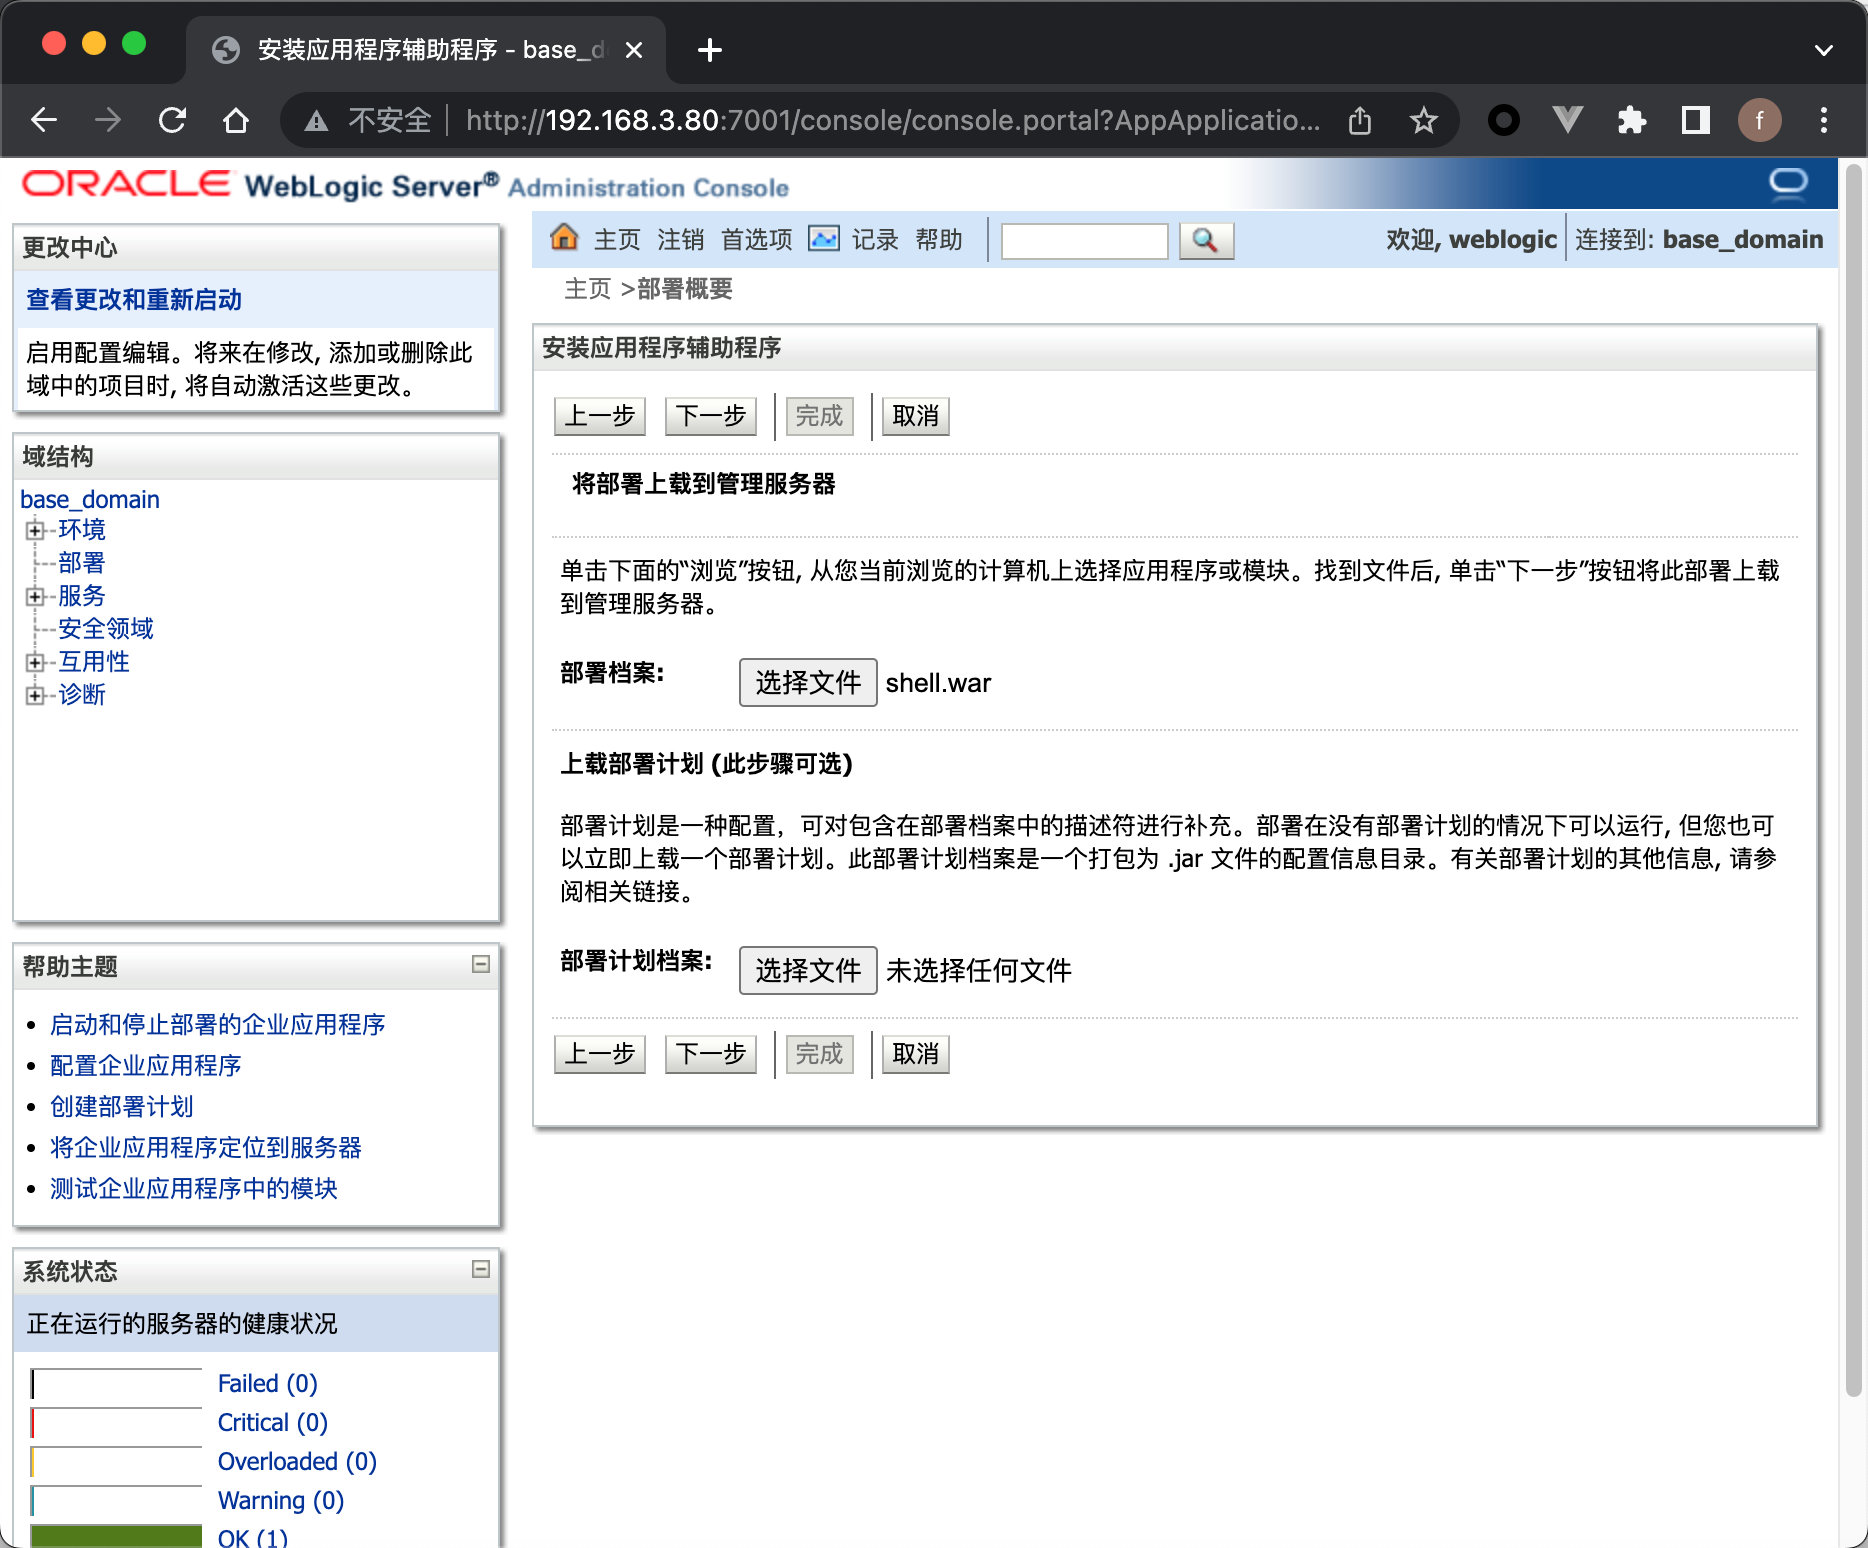 安装应用程序辅助程序 - base_d
不安全 http://192.168.3.80:7001/console/console.portal?AppApplicatio...
f
ORACLE WebLogic Server® Administration Console
更改中心
查看更改和重新启动
启用配置编辑。将来在修改, 添加或删除此
域中的项目时, 将自动激活这些更改。
域结构
base_domain
环境
部署
服务
安全领域
互用性
诊断
帮助主题
启动和停止部署的企业应用程序
配置企业应用程序
创建部署计划
将企业应用程序定位到服务器
测试企业应用程序中的模块
系统状态
正在运行的服务器的健康状况
Failed (0)
Critical (0)
Overloaded (0)
Warning (0)
OK (1)
主页 注销 首选项 记录 帮助
欢迎, weblogic 连接到: base_domain
主页 >部署概要
安装应用程序辅助程序
上一步 下一步 完成 取消
将部署上载到管理服务器
单击下面的“浏览”按钮, 从您当前浏览的计算机上选择应用程序或模块。找到文件后, 单击“下一步”按钮将此部署上载
到管理服务器。
部署档案: 选择文件 shell.war
上载部署计划 (此步骤可选)
部署计划是一种配置，可对包含在部署档案中的描述符进行补充。部署在没有部署计划的情况下可以运行, 但您也可
以立即上载一个部署计划。此部署计划档案是一个打包为 .jar 文件的配置信息目录。有关部署计划的其他信息, 请参
阅相关链接。
部署计划档案: 选择文件 未选择任何文件
上一步 下一步 完成 取消